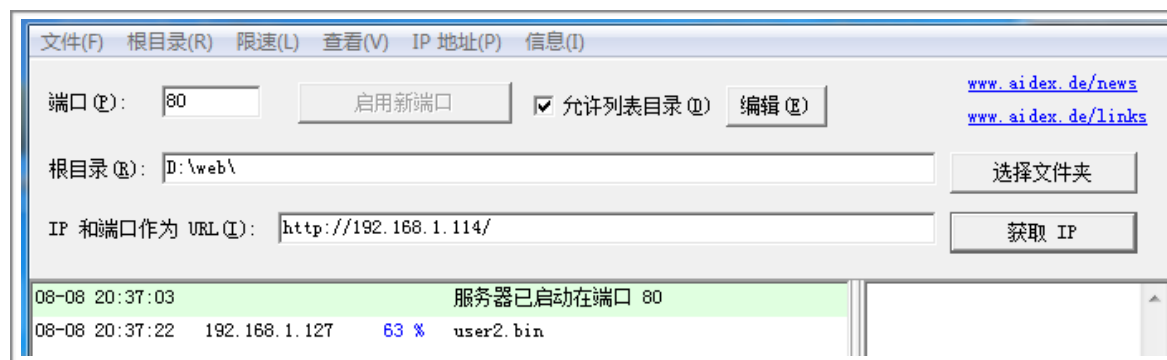 文件(F) 根目录(R) 限速(L) 查看(V) IP 地址(P) 信息(I)
端口(P): 80 启用新端口 允许列表目录(D) 编辑(E) www.aidex.de/news
www.aidex.de/links
根目录(R): D:\web\ 选择文件夹
IP 和端口作为 URL(I): http://192.168.1.114/ 获取 IP
08-08 20:37:03 服务器已启动在端口 80
08-08 20:37:22 192.168.1.127 63 % user2.bin